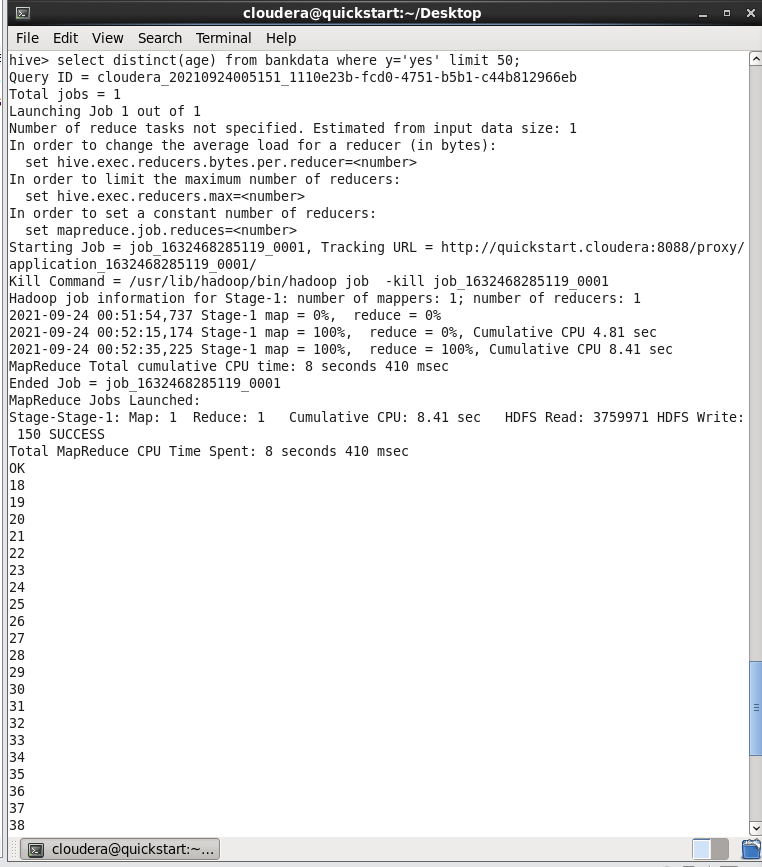 cloudera@quickstart:~/Desktop
File Edit View Search Terminal Help
hive> select distinct(age) from bankdata where y='yes' limit 50;
Query ID = cloudera_20210924005151_1110e23b-fcd0-4751-b5b1-c44b812966eb
Total jobs = 1
Launching Job 1 out of 1
Number of reduce tasks not specified. Estimated from input data size: 1
In order to change the average load for a reducer (in bytes):
  set hive.exec.reducers.bytes.per.reducer=<number>
In order to limit the maximum number of reducers:
  set hive.exec.reducers.max=<number>
In order to set a constant number of reducers:
  set mapreduce.job.reduces=<number>
Starting Job = job_1632468285119_0001, Tracking URL = http://quickstart.cloudera:8088/proxy/
application_1632468285119_0001/
Kill Command = /usr/lib/hadoop/bin/hadoop job  -kill job_1632468285119_0001
Hadoop job information for Stage-1: number of mappers: 1; number of reducers: 1
2021-09-24 00:51:54,737 Stage-1 map = 0%,  reduce = 0%
2021-09-24 00:52:15,174 Stage-1 map = 100%,  reduce = 0%, Cumulative CPU 4.81 sec
2021-09-24 00:52:35,225 Stage-1 map = 100%,  reduce = 100%, Cumulative CPU 8.41 sec
MapReduce Total cumulative CPU time: 8 seconds 410 msec
Ended Job = job_1632468285119_0001
MapReduce Jobs Launched:
Stage-Stage-1: Map: 1  Reduce: 1   Cumulative CPU: 8.41 sec   HDFS Read: 3759971 HDFS Write:
 150 SUCCESS
Total MapReduce CPU Time Spent: 8 seconds 410 msec
OK
18
19
20
21
22
23
24
25
26
27
28
29
30
31
32
33
34
35
36
37
38
cloudera@quickstart:~...